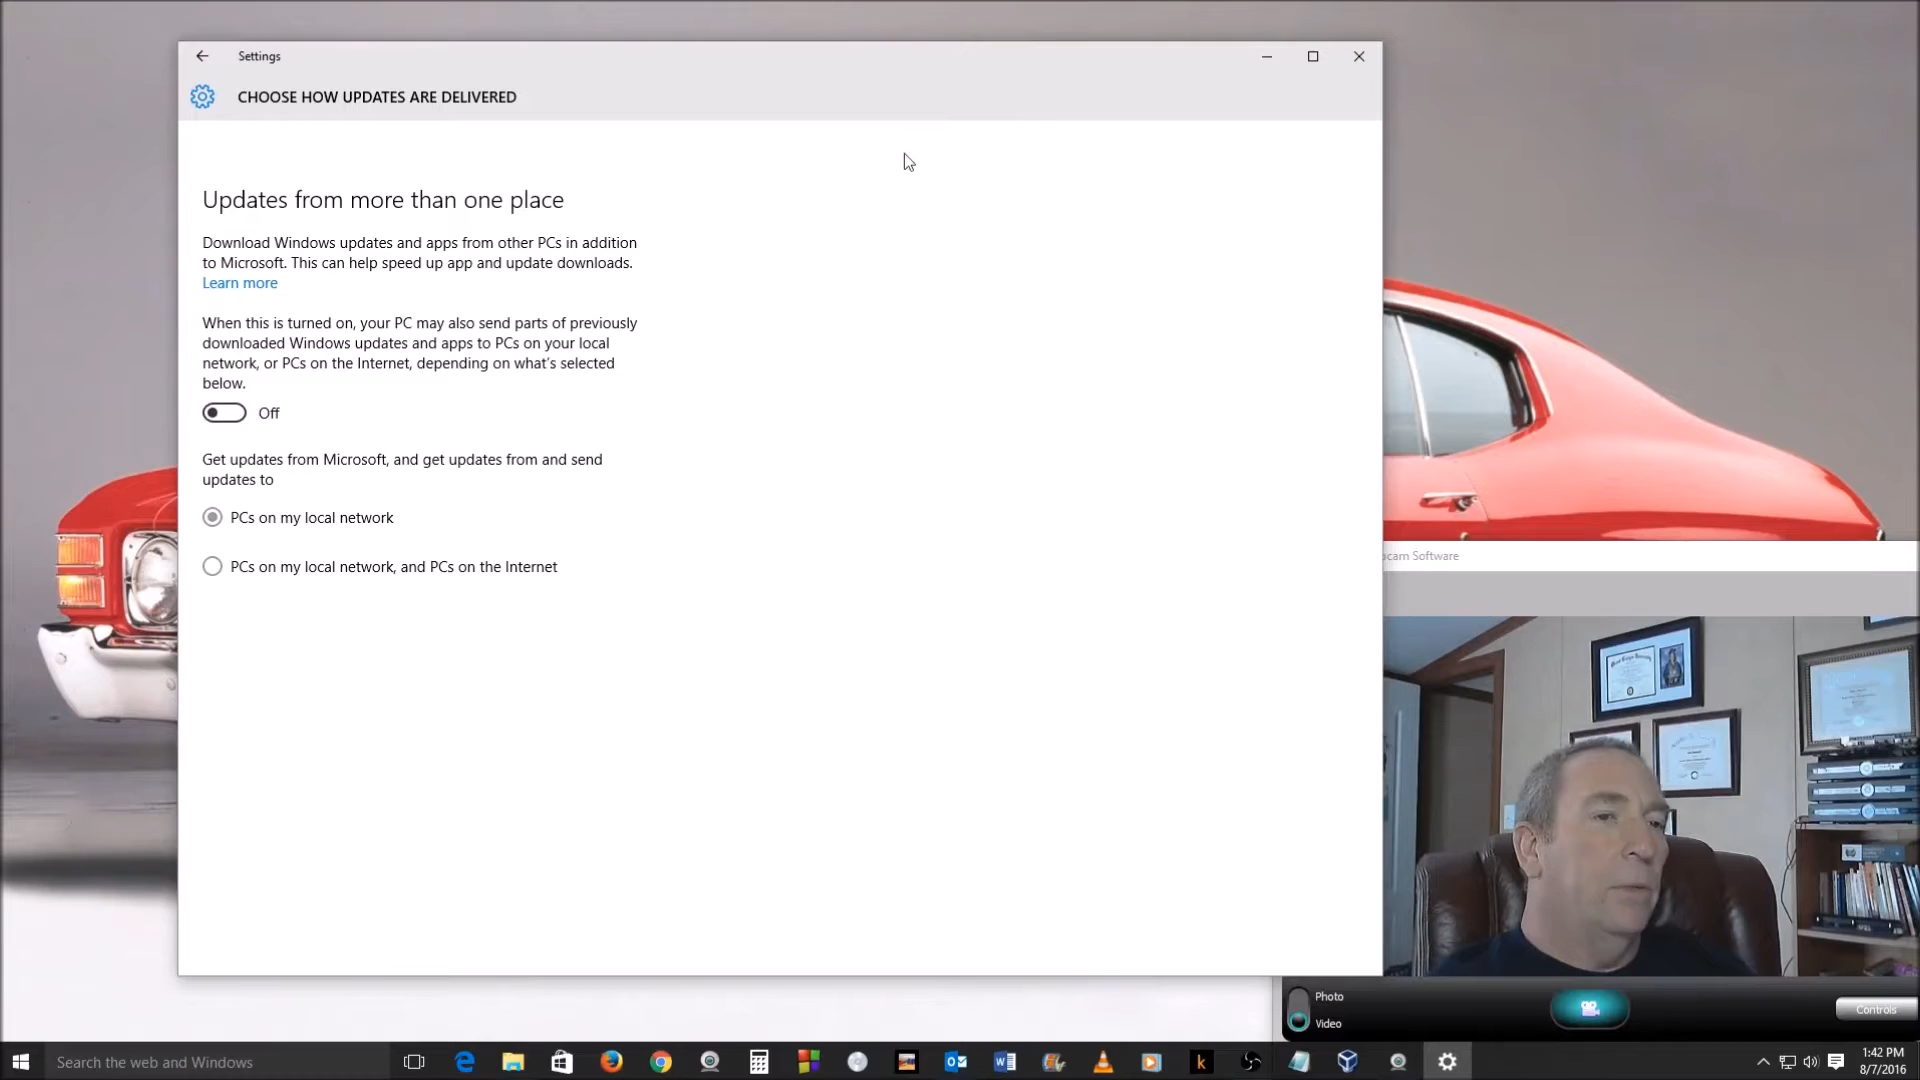 Settings
CHOOSE HOW UPDATES ARE DELIVERED
Updates from more than one place
Download Windows updates and apps from other PCs in addition
to Microsoft. This can help speed up app and update downloads.
Learn more
When this is turned on, your PC may also send parts of previously
downloaded Windows updates and apps to PCs on your local
network, or PCs on the Internet, depending on what's selected
below.
Off
Get updates from Microsoft, and get updates from and send
updates to
PCs on my local network
PCs on my local network, and PCs on the Internet
Software
Photo
Video
Controls
Search the web and Windows
1:42 PM
8/7/2016